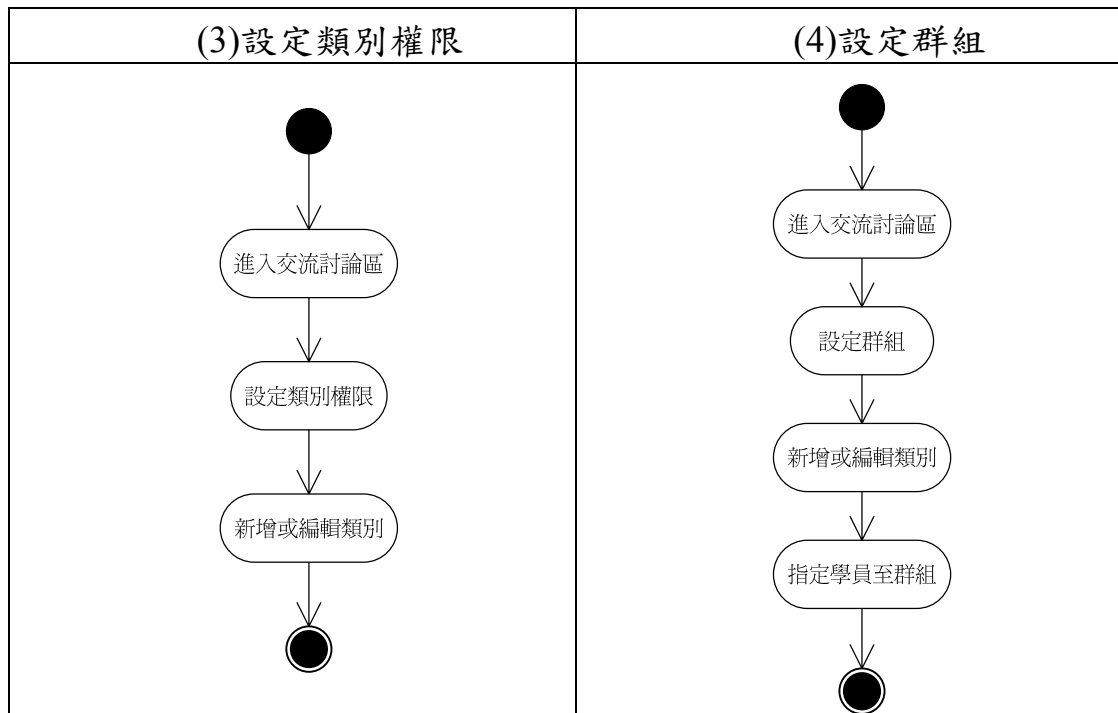 (3)設定類別權限
(4)設定群組
進入交流討論區
設定類別權限
新增或編輯類別
進入交流討論區
設定群組
新增或編輯類別
指定學員至群組